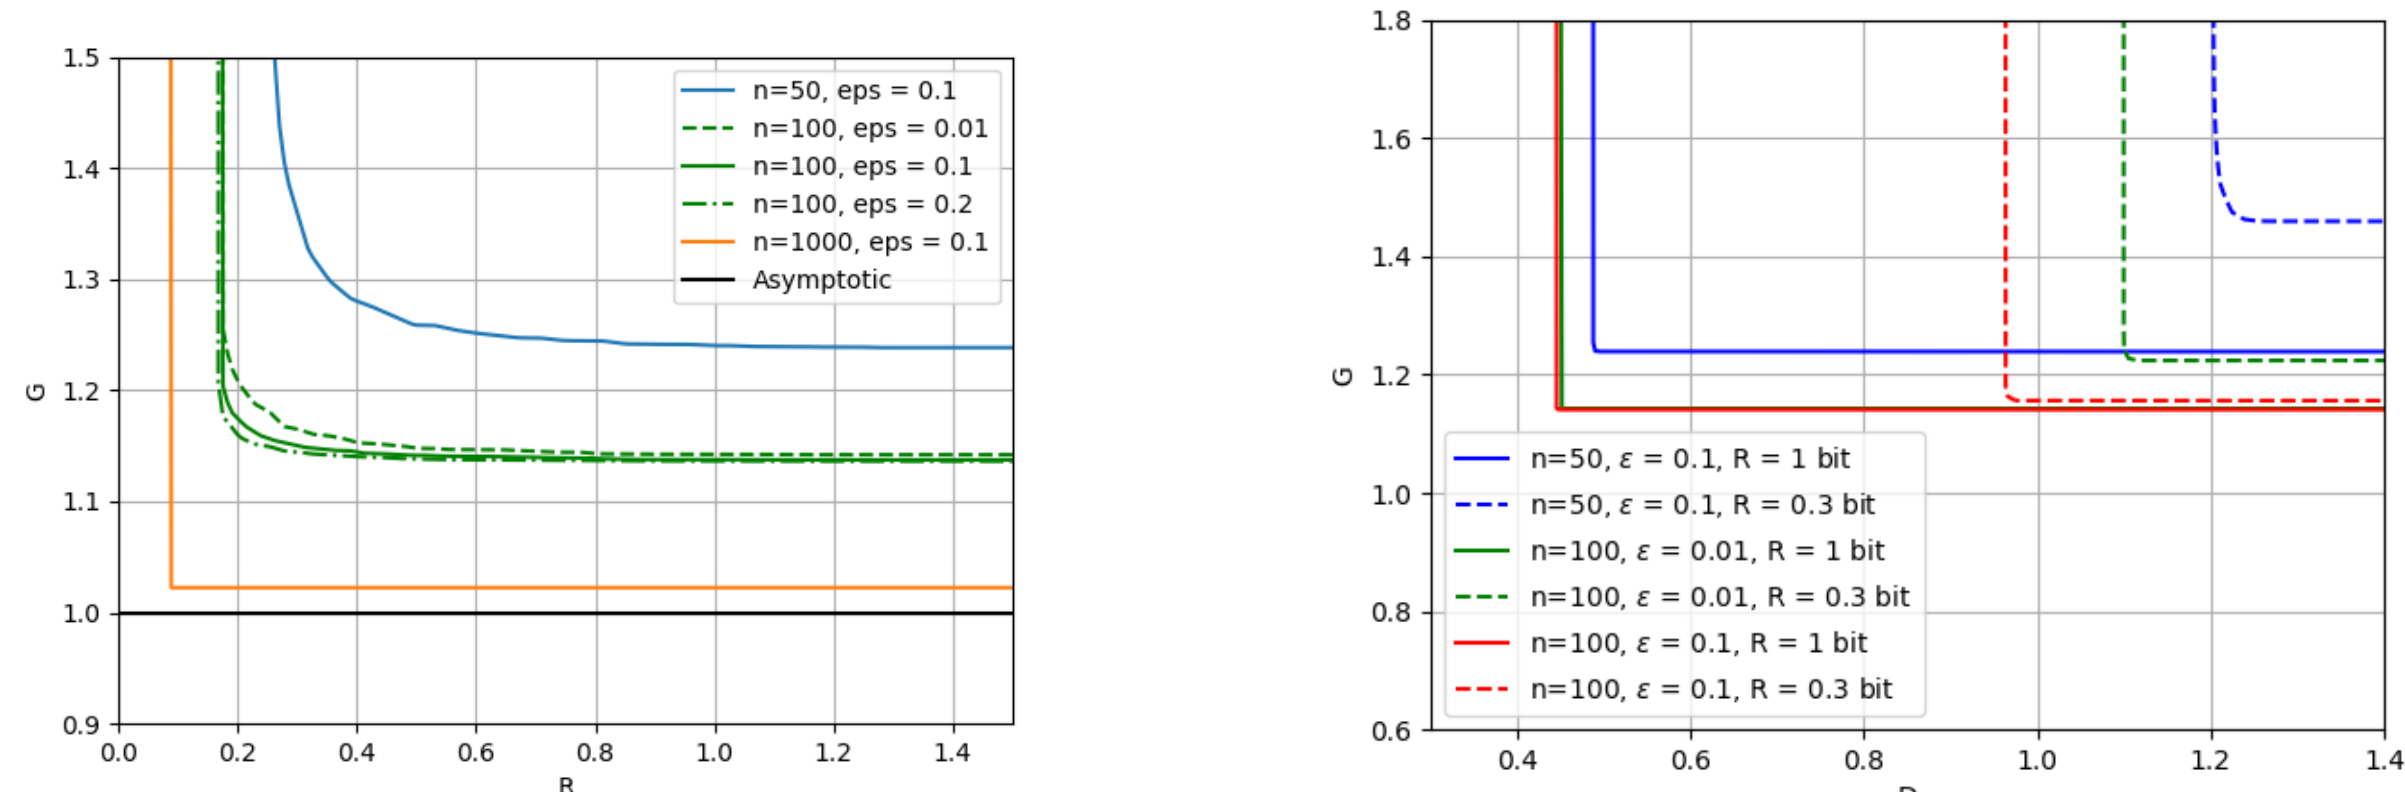 1.5
1.4
1.3
1.2
1.1
1.0
0.9
G
0.0 0.2 0.4 0.6 0.8 1.0 1.2 1.4
R
n=50, eps = 0.1
n=100, eps = 0.01
n=100, eps = 0.1
n=100, eps = 0.2
n=1000, eps = 0.1
Asymptotic
1.8
1.6
1.4
1.2
1.0
0.8
0.6
G
0.4 0.6 0.8 1.0 1.2 1.4
n=50, ε = 0.1, R = 1 bit
n=50, ε = 0.1, R = 0.3 bit
n=100, ε = 0.01, R = 1 bit
n=100, ε = 0.01, R = 0.3 bit
n=100, ε = 0.1, R = 1 bit
n=100, ε = 0.1, R = 0.3 bit